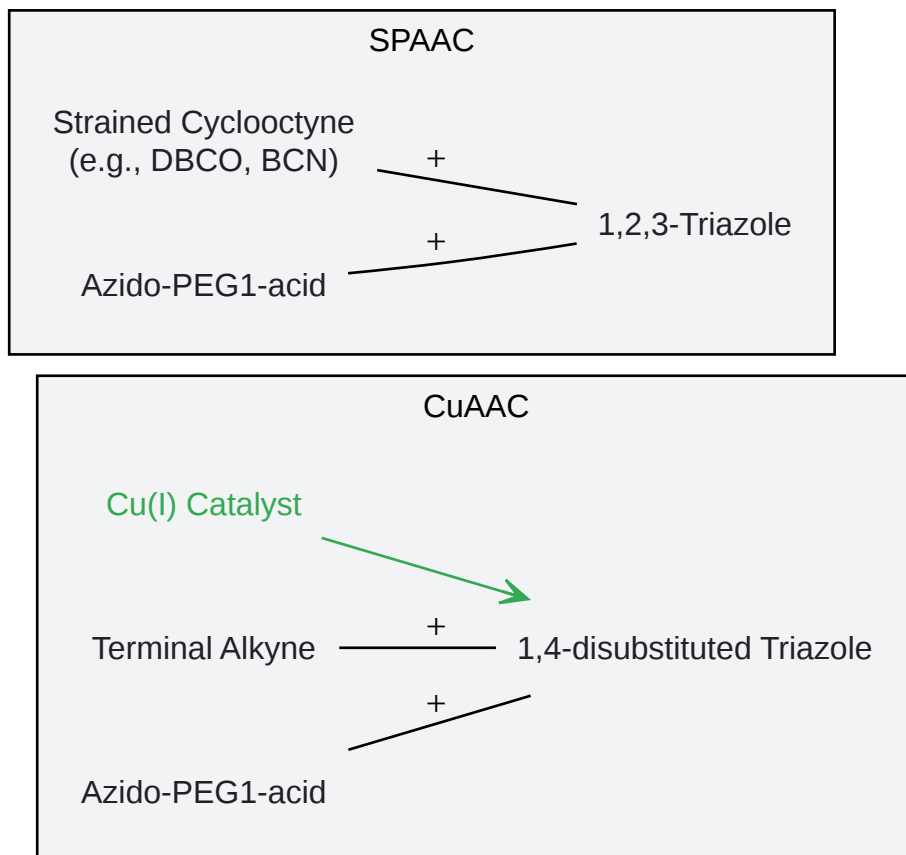 SPAAC
Strained Cyclooctyne
(e.g., DBCO, BCN)
+
1,2,3-Triazole
+
Azido-PEG1-acid
CuAAC
Cu(I) Catalyst
+
Terminal Alkyne
1,4-disubstituted Triazole
+
Azido-PEG1-acid